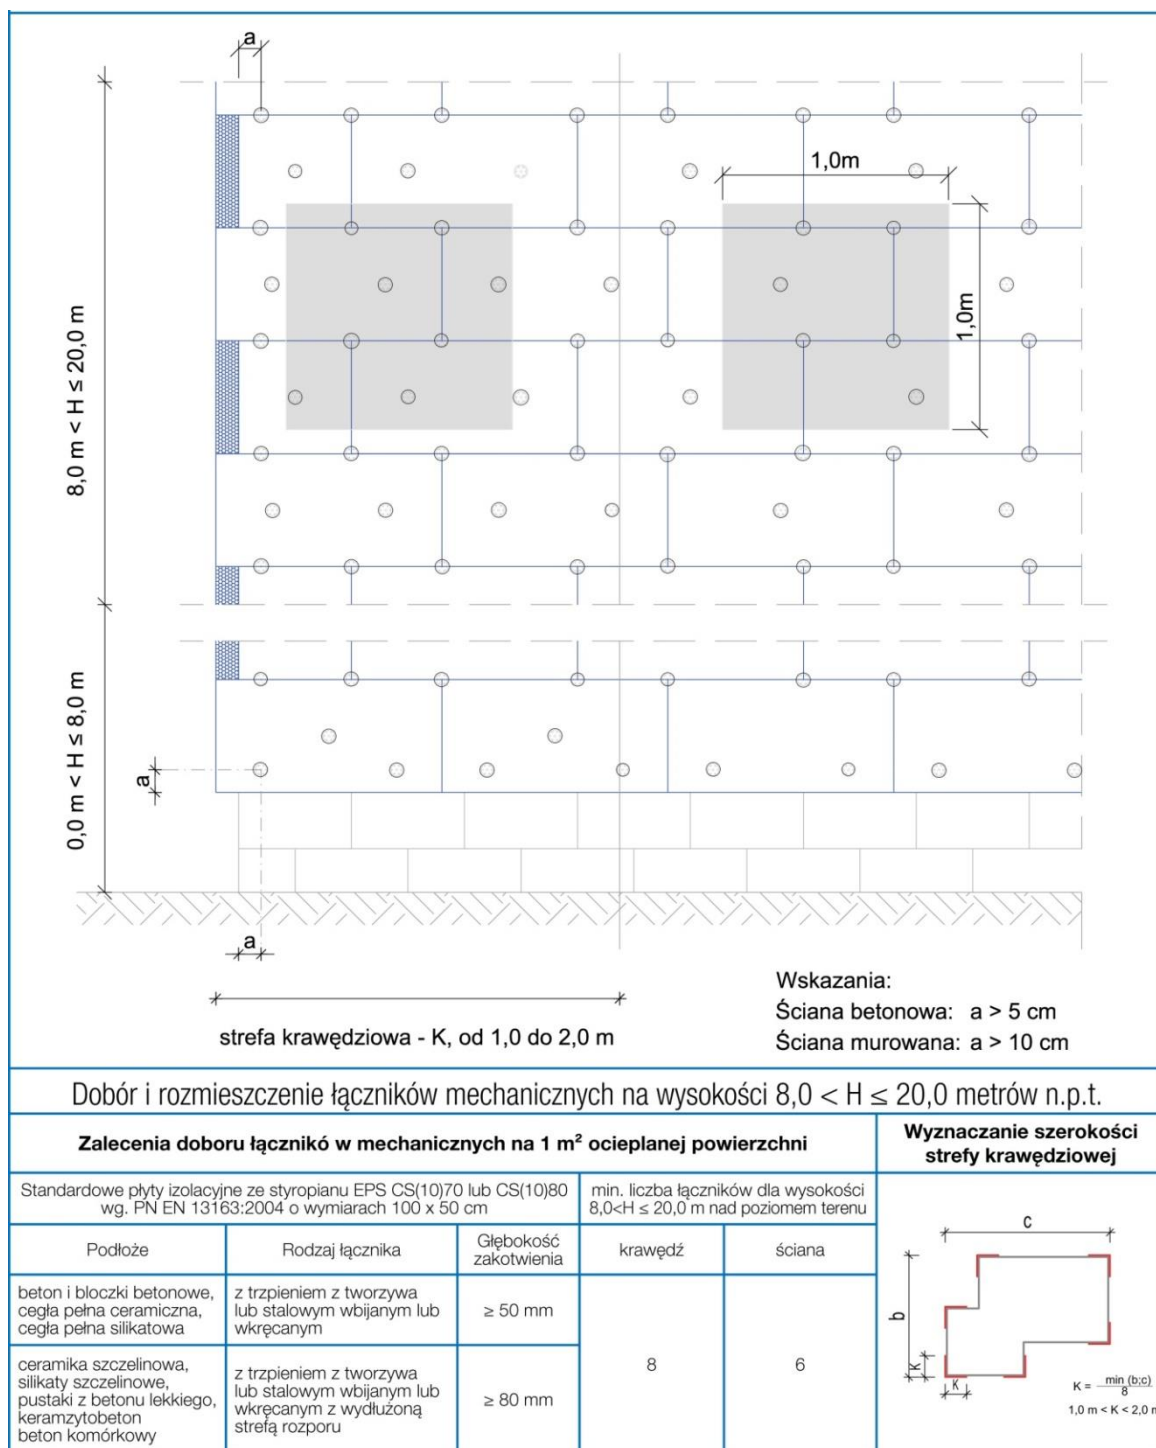 a
1,0m
1,0m
8,0 m < H ≤ 20,0 m
0,0 m < H ≤ 8,0 m
a
a
Wskazania:
Ściana betonowa: a > 5 cm
strefa krawędziowa - K, od 1,0 do 2,0 m
Ściana murowana: a > 10 cm
Dobór i rozmieszczenie łączników mechanicznych na wysokości 8,0 < H ≤ 20,0 metrów n.p.t.
Zalecenia doboru łącznikó w mechanicznych na 1 m² ocieplanej powierzchni
Wyznaczanie szerokości
strefy krawędziowej
Standardowe płyty izolacyjne ze styropianu EPS CS(10)70 lub CS(10)80
wg. PN EN 13163:2004 o wymiarach 100 x 50 cm
min. liczba łączników dla wysokości
8,0<H ≤ 20,0 m nad poziomem terenu
Podłoże
Rodzaj łącznika
Głębokość
zakotwienia
krawędź
ściana
beton i bloczki betonowe,
cegła pełna ceramiczna,
cegła pełna silikatowa
z trzpieniem z tworzywa
lub stalowym wbijanym lub
wkręcanym
≥ 50 mm
8
6
ceramika szczelinowa,
silikaty szczelinowe,
pustaki z betonu lekkiego,
keramzytobeton
beton komórkowy
z trzpieniem z tworzywa
lub stalowym wbijanym lub
wkręcanym z wydłużoną
strefą rozporu
≥ 80 mm
c
b
K
K
K = min (b;c)
8
1,0 m < K < 2,0 m